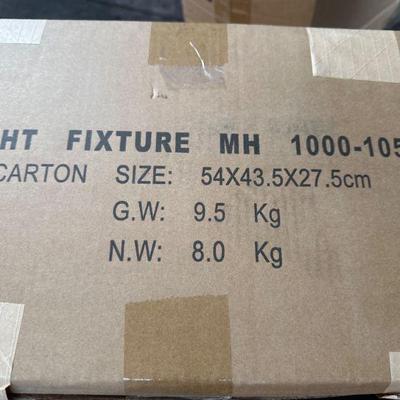 HT FIXTURE MH 1000-105
CARTON SIZE: 54X43.5X27.5cm
G.W: 9.5 Kg
N.W: 8.0 Kg